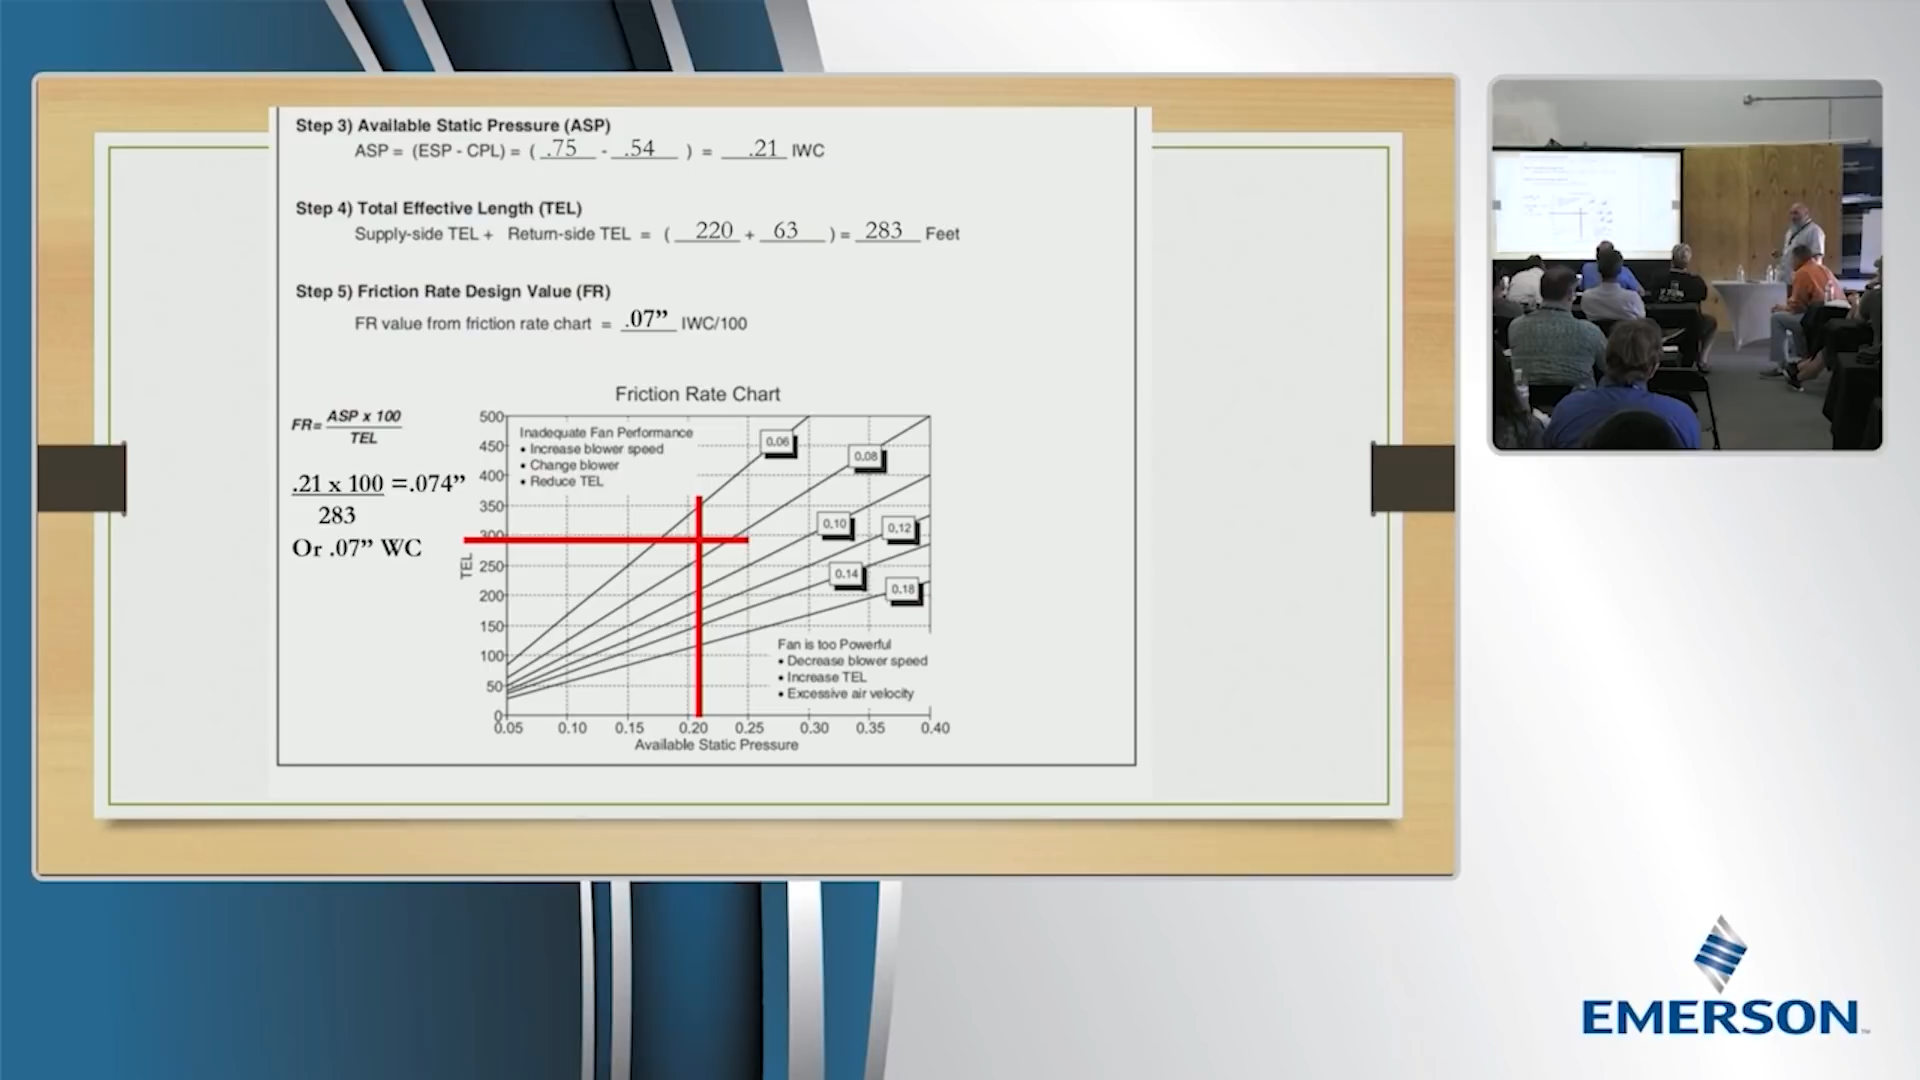 Step 3) Available Static Pressure (ASP)
ASP = (ESP - CPL) = ( .75 - .54 ) = .21 IWC
Step 4) Total Effective Length (TEL)
Supply-side TEL + Return-side TEL = ( 220 + 63 ) = 283 Feet
Step 5) Friction Rate Design Value (FR)
FR value from friction rate chart = .07” IWC/100
FR= ASP x 100
TEL
.21 x 100 =.074”
283
Or .07” WC
Friction Rate Chart
500
450
400
350
300
250
200
150
100
50
0
TEL
Inadequate Fan Performance
• Increase blower speed
• Change blower
• Reduce TEL
0.06
0.08
0.10
0.12
0.14
0.18
Fan is too Powerful
• Decrease blower speed
• Increase TEL
• Excessive air velocity
0.05 0.10 0.15 0.20 0.25 0.30 0.35 0.40
Available Static Pressure
EMERSON™